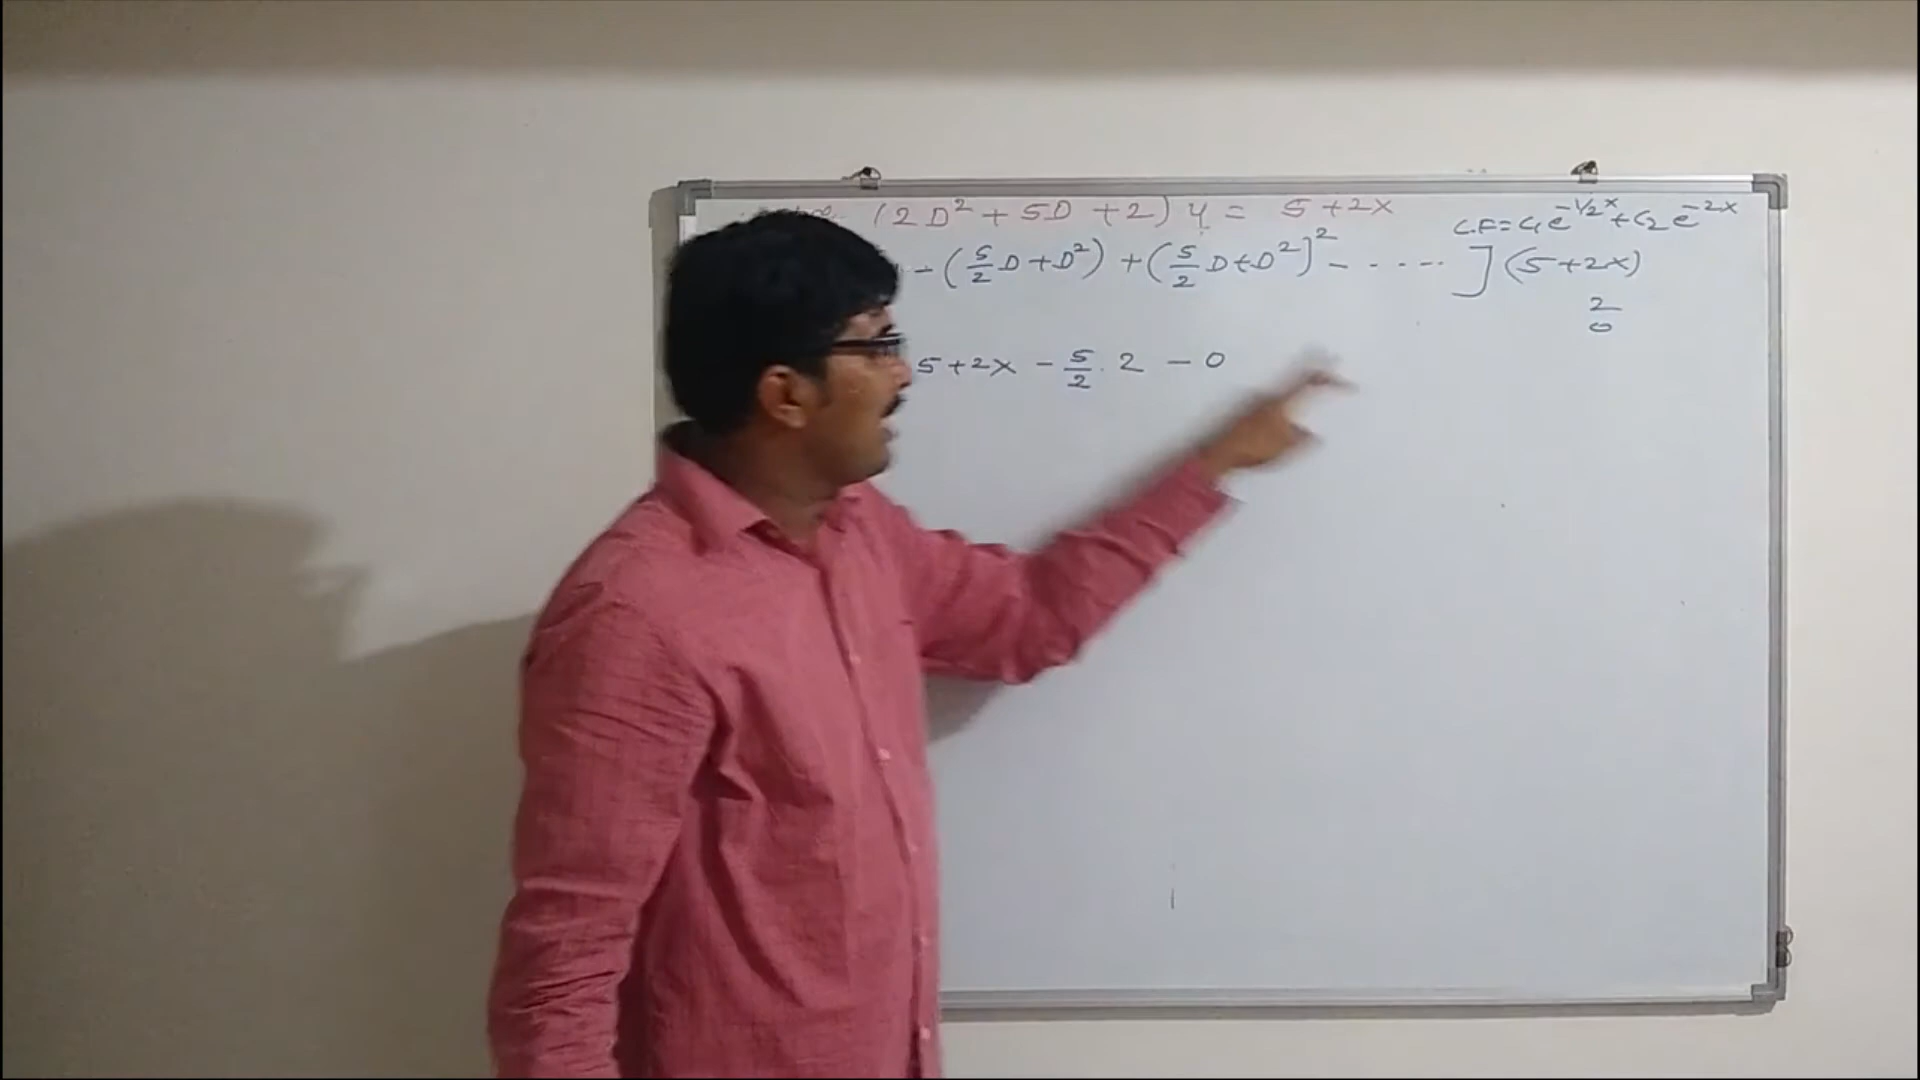 (2D² + 5D + 2) y = 5 + 2x
C.F = C₁e^{-1/2 x} + C₂e^{-2x}
- (5/2 D + D²) + (5/2 D + D²]² - ..... ] (5 + 2x)
2
0
5 + 2x - 5/2 . 2 - 0